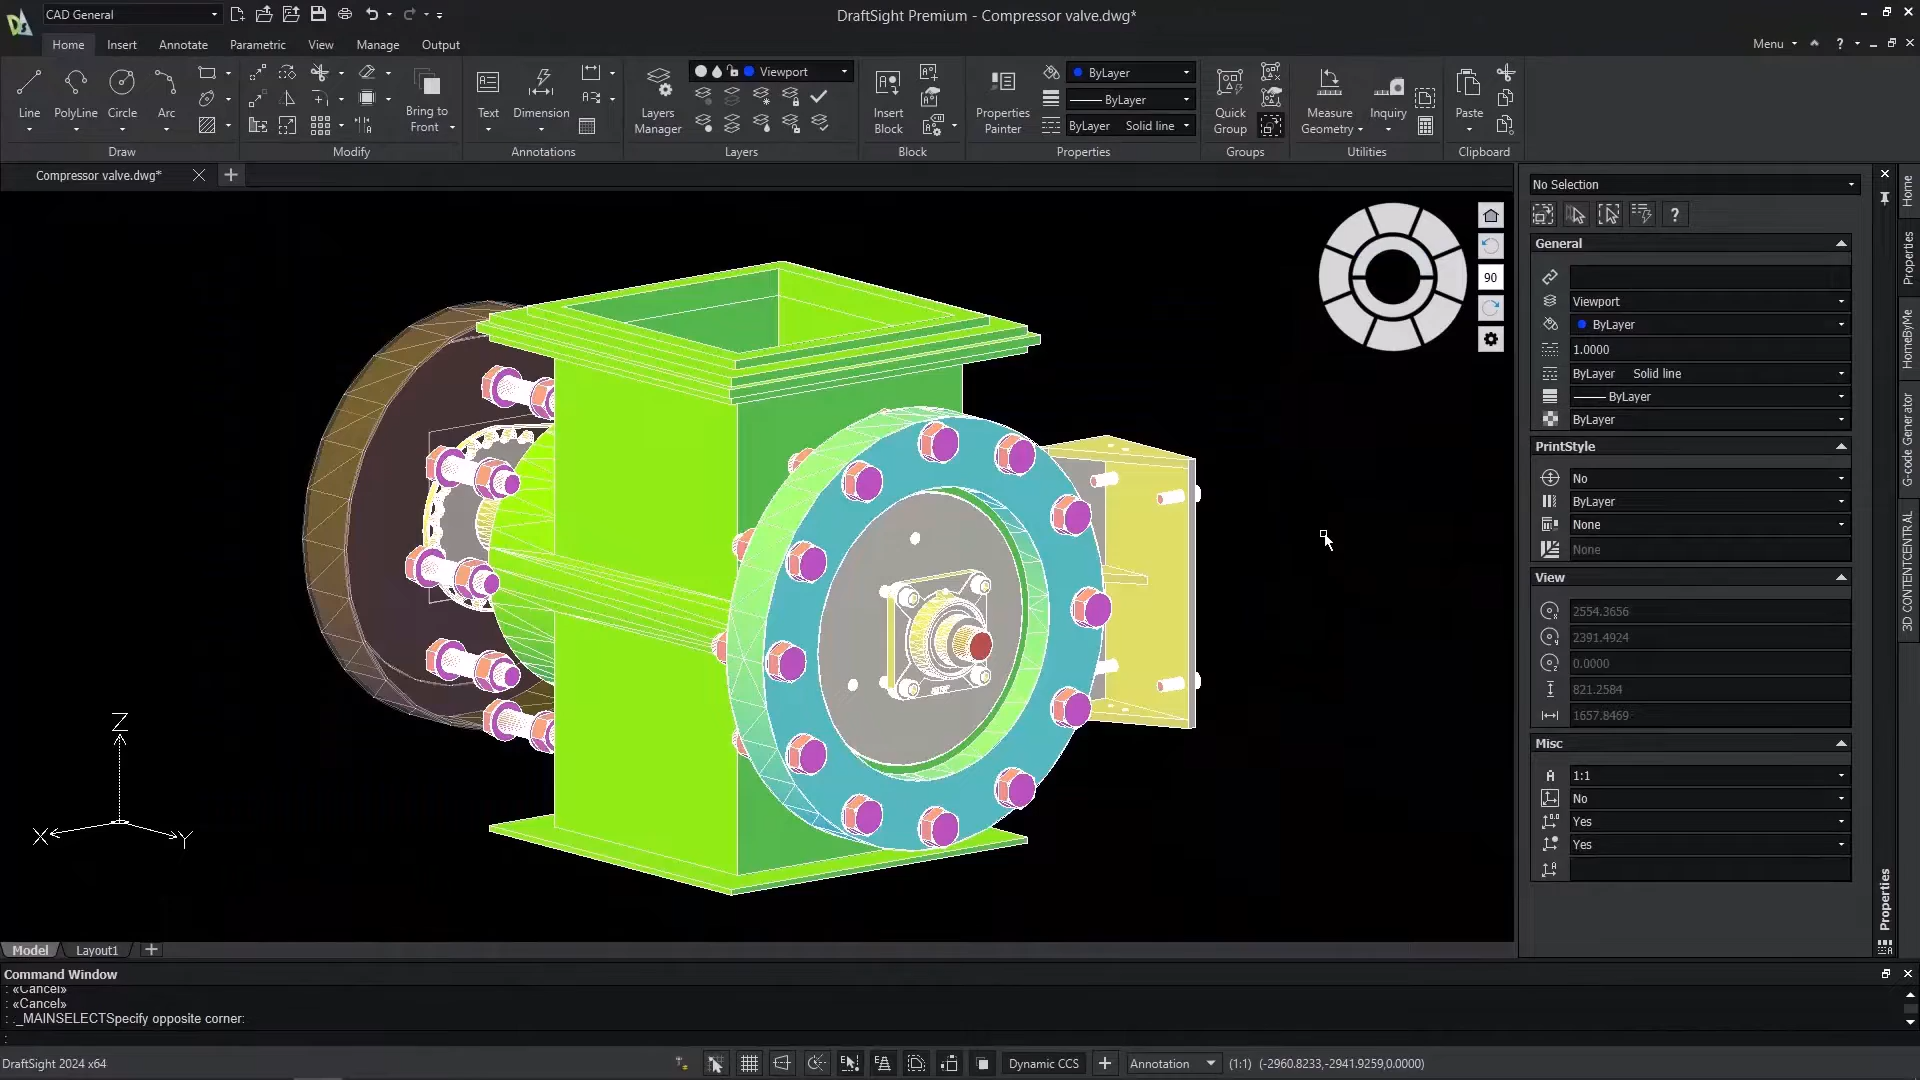 CAD General
DraftSight Premium - Compressor valve.dwg*
Home Insert Annotate Parametric View Manage Output
Menu ?
Viewport
ByLayer
ByLayer
ByLayer Solid line
Line PolyLine Circle Arc
Bring to Front
Text Dimension
Layers Manager
Insert Block
Properties Painter
Quick Group
Measure Geometry
Inquiry
Paste
Draw Modify Annotations Layers Block Properties Groups Utilities Clipboard
Compressor valve.dwg*
90
Z
X
Y
No Selection
?
General
Viewport
ByLayer
1.0000
ByLayer Solid line
ByLayer
ByLayer
PrintStyle
No
ByLayer
None
None
View
2554.3656
2391.4924
0.0000
821.2584
1657.8469
Misc
1:1
No
Yes
Yes
Properties
Home
Properties
HomeByMe
G-code Generator
3D CONTENTCENTRAL
Model Layout1
Command Window
: «Cancel»
: «Cancel»
: ._MAINSELECTSpecify opposite corner:
:
DraftSight 2024 x64
Dynamic CCS
Annotation
(1:1) (-2960.8233,-2941.9259,0.0000)